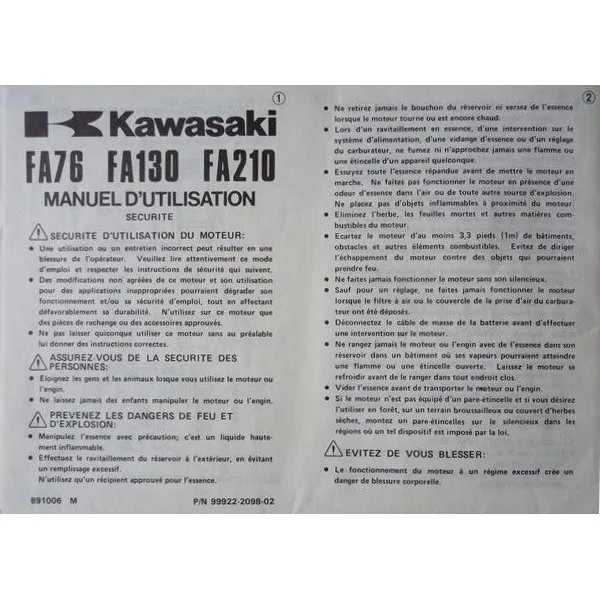 ①
Kawasaki
FA76 FA130 FA210
MANUEL D'UTILISATION
SECURITE
SECURITE D'UTILISATION DU MOTEUR:
● Une utilisation ou un entretien incorrect peut résulter en une
blessure de l'opérateur. Veuillez lire attentivement ce mode
d'emploi et respecter les instructions de sécurité qui suivent.
● Des modifications non agréées de ce moteur et son utilisation
pour des applications inappropriées pourraient dégrader son
fonctionnement et/ou sa sécurité d'emploi, tout en affectant
défavorablement sa durabilité. N'utilisez sur ce moteur que
des pièces de rechange ou des accessoires approuvés.
● Ne pas laisser quiconque utiliser ce moteur sans au préalable
lui donner des instructions correctes.
ASSUREZ-VOUS DE LA SECURITE DES
PERSONNES:
● Eloignez les gens et les animaux lorsque vous utilisez le moteur ou
l'engin.
● Ne laissez jamais des enfants manipuler le moteur ou l'engin.
PREVENEZ LES DANGERS DE FEU ET
D'EXPLOSION:
● Manipulez l'essence avec précaution; c'est un liquide haute-
ment inflammable.
● Effectuez le ravitaillement du réservoir à l'extérieur, en évitant
un remplissage excessif.
N'utilisez qu'un récipient approuvé pour l'essence.
891006 M P/N 99922-2098-02
②
● Ne retirez jamais le bouchon du réservoir ni versez de l'essence
lorsque le moteur tourne ou est encore chaud.
● Lors d'un ravitaillement en essence, d'une intervention sur le
système d'alimentation, d'une vidange d'essence ou d'un réglage
du carburateur, ne fumez ni n'approchez jamais une flamme ou
une étincelle d'un appareil quelconque.
● Essuyez toute l'essence répandue avant de mettre le moteur en
marche. Ne faites pas fonctionner le moteur en présence d'une
odeur d'essence dans l'air ou de toute autre source d'explosion.
Ne placez pas d'objets inflammables à proximité du moteur.
● Eliminez l'herbe, les feuilles mortes et autres matières com-
bustibles du moteur.
● Ecartez le moteur d'au moins 3,3 pieds (1m) de bâtiments,
obstacles et autres éléments combustibles. Evitez de diriger
l'échappement du moteur contre des objets qui pourraient
prendre feu.
● Ne faites jamais fonctionner le moteur sans son silencieux.
● Sauf pour un réglage, ne faites jamais fonctionner le moteur
lorsque le filtre à air ou le couvercle de la prise d'air du carbura-
teur ont été déposés.
● Déconnectez le câble de masse de la batterie avant d'effectuer
une intervention sur le moteur.
● Ne rangez jamais le moteur ou l'engin avec de l'essence dans son
réservoir dans un bâtiment où ses vapeurs pourraient atteindre
une flamme ou une étincelle ouverte. Laissez le moteur se
refroidir avant de le ranger dans tout endroit clos.
● Vider l'essence avant de transporter le moteur ou l'engin.
● Si le moteur n'est pas équipé d'un pare-étincelle et si vous désirez
l'utiliser en forêt, sur un terrain broussailleux ou couvert d'herbes
sèches, montez un pare-étincelles sur le silencieux dans les
régions où un tel dispositif est imposé par la loi.
EVITEZ DE VOUS BLESSER:
● Le fonctionnement du moteur à un régime excessif crée un
danger de blessure corporelle.